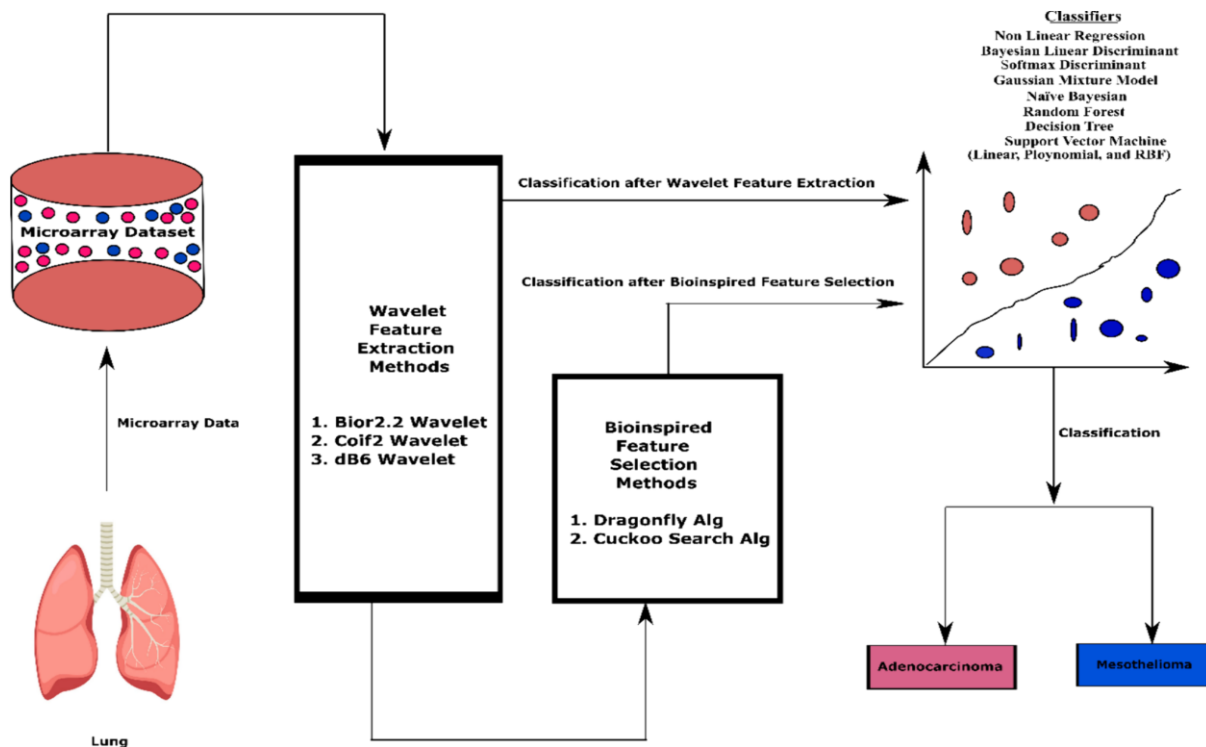 Classifiers
Non Linear Regression
Bayesian Linear Discriminant
Softmax Discriminant
Gaussian Mixture Model
Naïve Bayesian
Random Forest
Decision Tree
Support Vector Machine
(Linear, Ploynomial, and RBF)
Microarray Dataset
Classification after Wavelet Feature Extraction
Classification after Bioinspired Feature Selection
Wavelet
Feature
Extraction
Methods
1. Bior2.2 Wavelet
2. Coif2 Wavelet
3. dB6 Wavelet
Microarray Data
Bioinspired
Feature
Selection
Methods
1. Dragonfly Alg
2. Cuckoo Search Alg
Classification
Adenocarcinoma
Mesothelioma
Lung